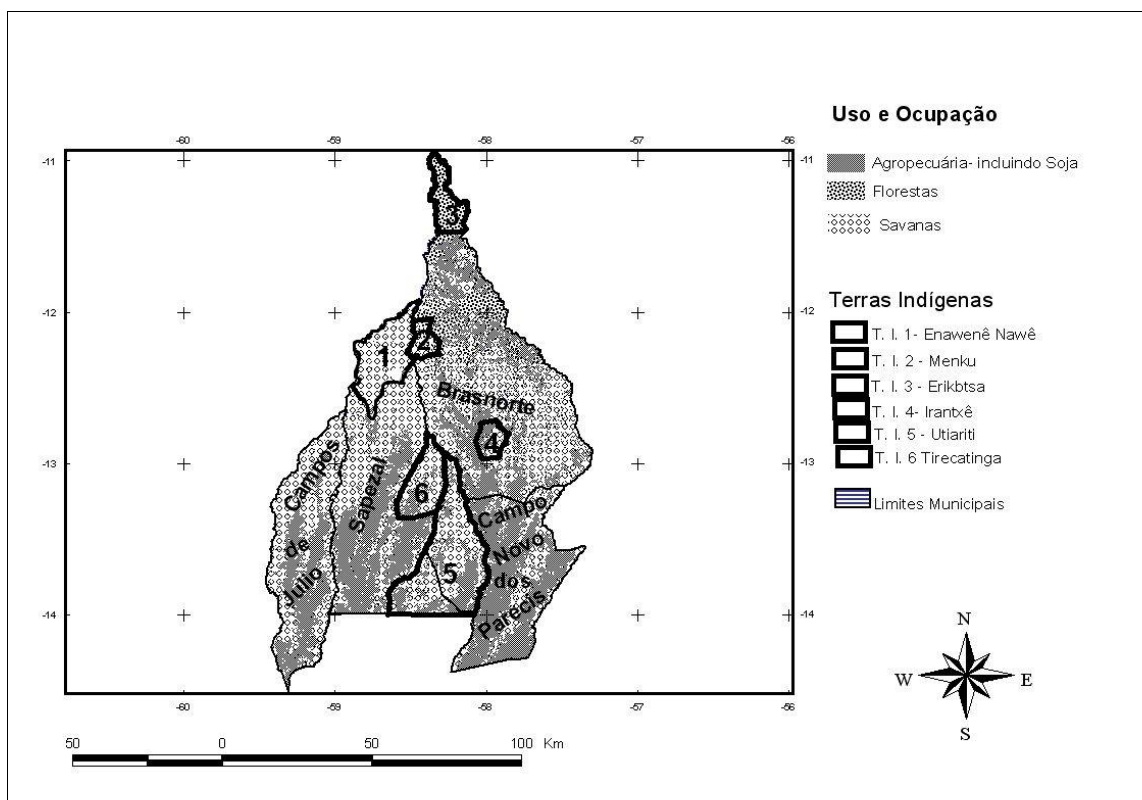 Uso e Ocupação
Agropecuária- incluindo Soja
Florestas
Savanas
Terras Indígenas
T. I. 1- Enawenê Nawê
T. I. 2 - Menku
T. I. 3 - Erikbtsa
T. I. 4- Irantxê
T. I. 5 - Utiariti
T. I. 6 Tirecatinga
Limites Municipais
-60 -59 -58 -57 -56
-11 -11
3
-12 -12
1 2
Brasnorte
4
-13 -13
Campos
de
Julio
Sapezal
6
Campo
Novo
dos
Parecis
5
-14 -14
-60 -59 -58 -57 -56
50 0 50 100 Km
N
W E
S